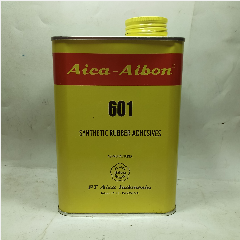 Aica-Aibon
601
SYNTHETIC RUBBER ADHESIVES
PT Aica Indonesia